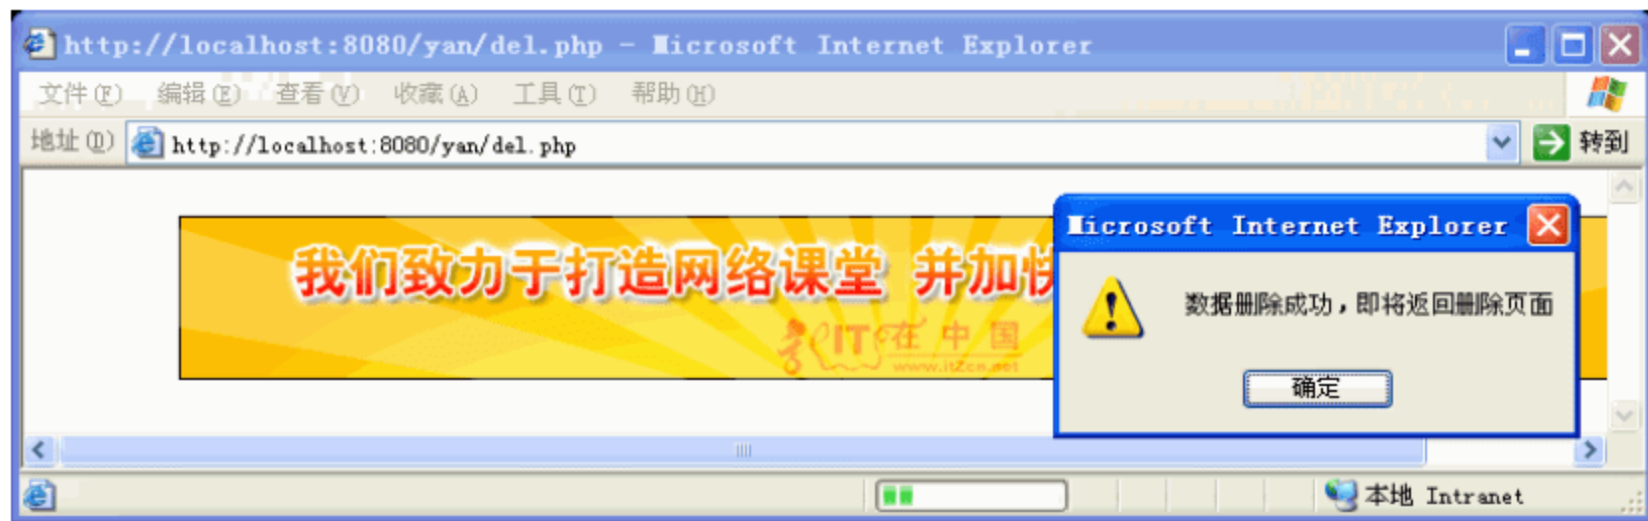 http://localhost:8080/yan/del.php - Microsoft Internet Explorer
文件(F) 编辑(E) 查看(V) 收藏(A) 工具(T) 帮助(H)
地址(D) http://localhost:8080/yan/del.php 转到
我们致力于打造网络课堂 并加快
IT在中国
www.itzcn.net
Microsoft Internet Explorer
数据删除成功，即将返回删除页面
确定
本地 Intranet